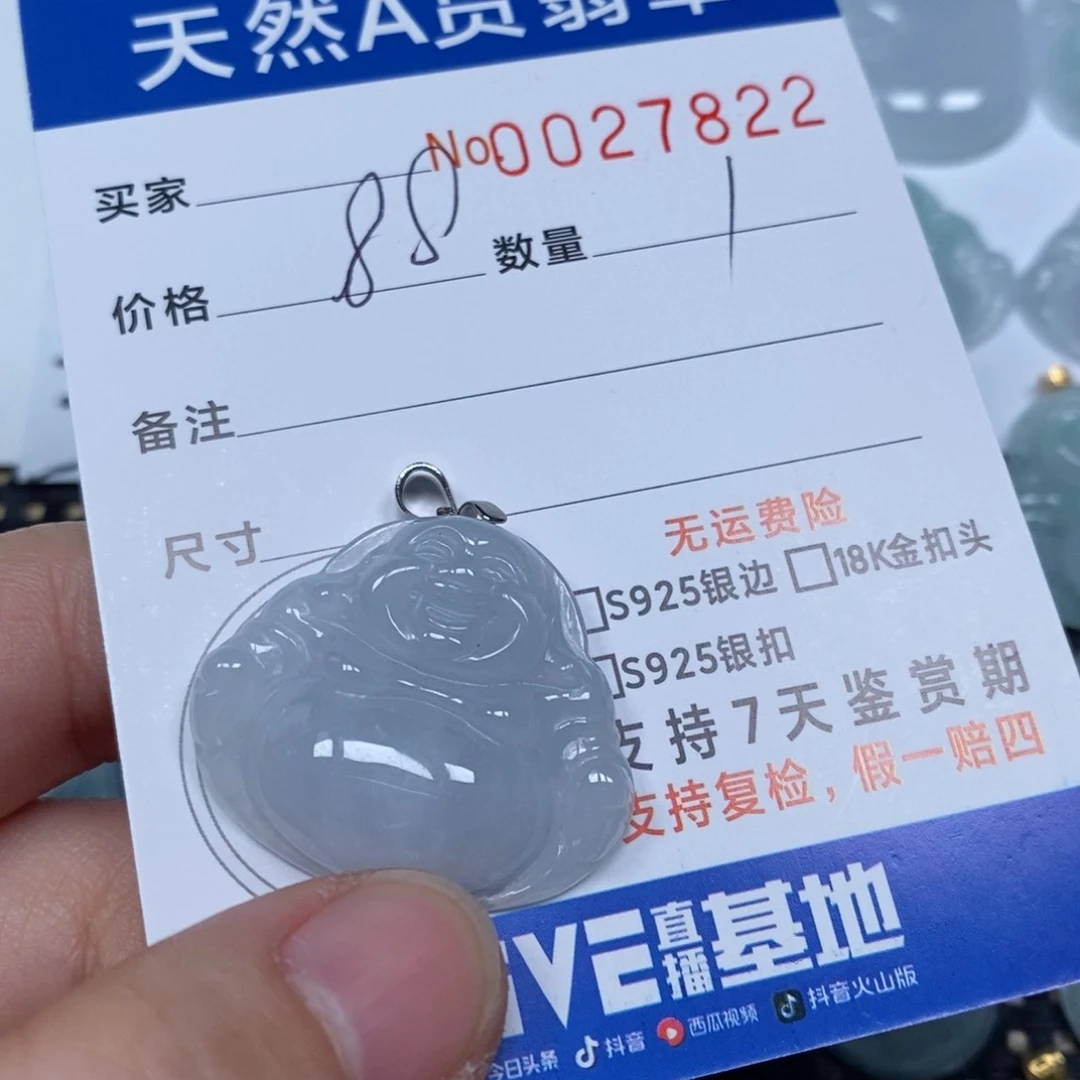 天然A货翡翠
No.0027822
买家
价格 88 数量 1
备注
尺寸
无运费险
S925银边 18K金扣头
S925银扣
支持7天鉴赏期
支持复检，假一赔四
直播基地
今日头条 抖音 西瓜视频 抖音火山版